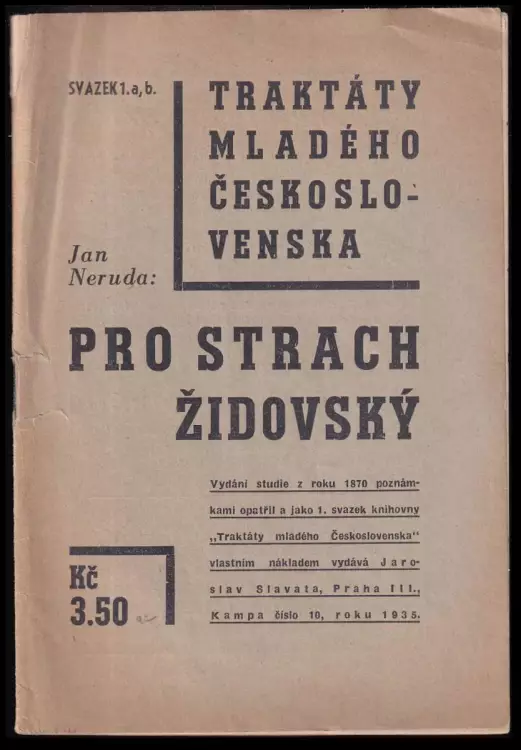 SVAZEK 1. a, b.
TRAKTÁTY
MLADÉHO
ČESKOSLO-
VENSKA
Jan
Neruda:
PRO STRACH
ŽIDOVSKÝ
Vydání studie z roku 1870 poznám-
kami opatřil a jako 1. svazek knihovny
„Traktáty mladého Československa"
vlastním nákladem vydává Jaro-
slav Slavata, Praha III.,
Kampa číslo 10, roku 1935.
Kč
3.50